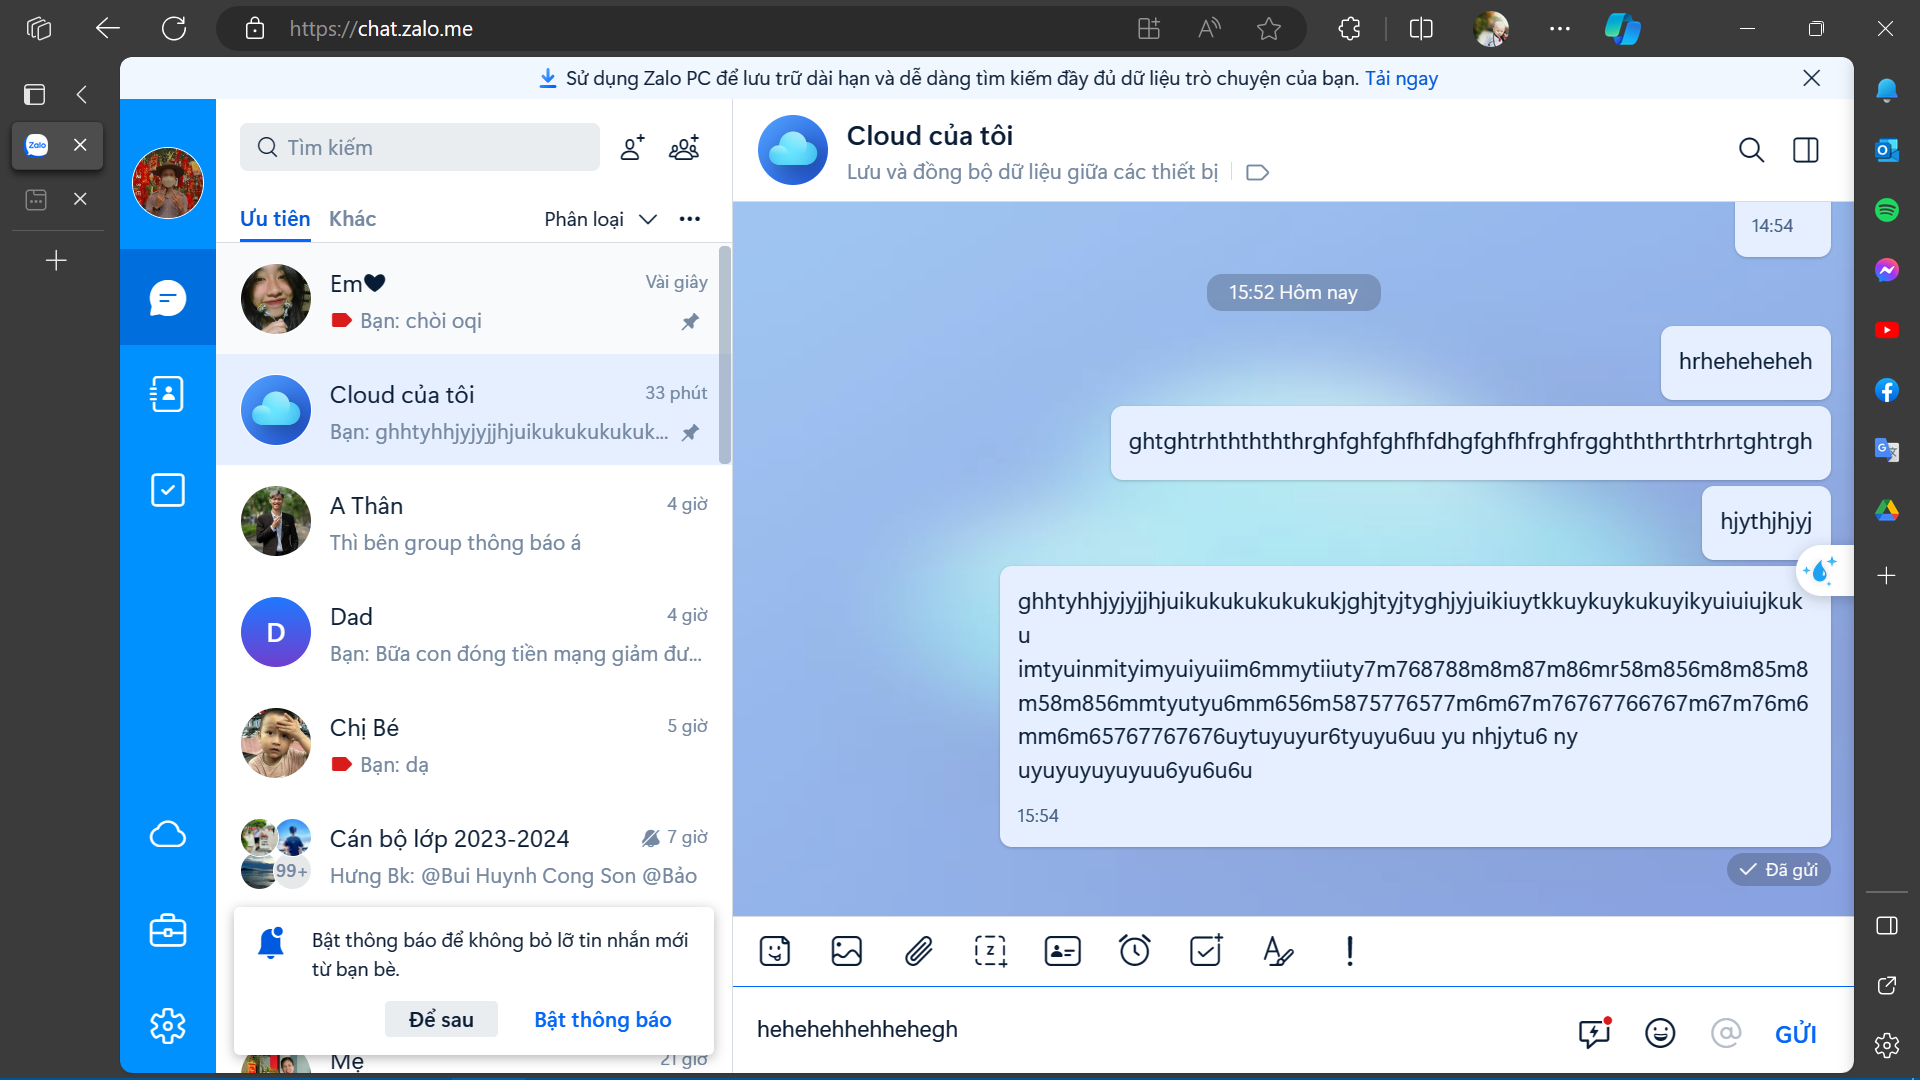 https://chat.zalo.me
Sử dụng Zalo PC để lưu trữ dài hạn và dễ dàng tìm kiếm đầy đủ dữ liệu trò chuyện của bạn. Tải ngay
Zalo
Tìm kiếm
Ưu tiên Khác Phân loại
Em🖤 Vài giây
Bạn: chòi oqi
Cloud của tôi 33 phút
Bạn: ghhtyhhjyjyjjhjuikukukukukuk...
A Thân 4 giờ
Thì bên group thông báo á
D
Dad 4 giờ
Bạn: Bữa con đóng tiền mạng giảm đư...
Chị Bé 5 giờ
Bạn: dạ
Cán bộ lớp 2023-2024 7 giờ
99+
Hưng Bk: @Bui Huynh Cong Son @Bảo
Bật thông báo để không bỏ lỡ tin nhắn mới
từ bạn bè.
Để sau Bật thông báo
Mẹ 21 giờ
Cloud của tôi
Lưu và đồng bộ dữ liệu giữa các thiết bị
14:54
15:52 Hôm nay
hrheheheheh
ghtghtrhthththththrghfghfghfhfdhgfghfhfrghfrgghththrthtrhrtghtrgh
hjythjhjyj
ghhtyhhjyjyjjhjuikukukukukukukjghjtyjtyghjyjuikiuytkkuykuykukuyikyuiuiujkuk
u
imtyuinmityimyuiyuiim6mmytiiuty7m768788m8m87m86mr58m856m8m85m8
m58m856mmtyutyu6mm656m5875776577m6m67m76767766767m67m76m6
mm6m65767767676uytuyuyur6tyuyu6uu yu nhjytu6 ny
uyuyuyuyuyuu6yu6u6u
15:54
Đã gửi
hehehehhehhehegh
GỬI